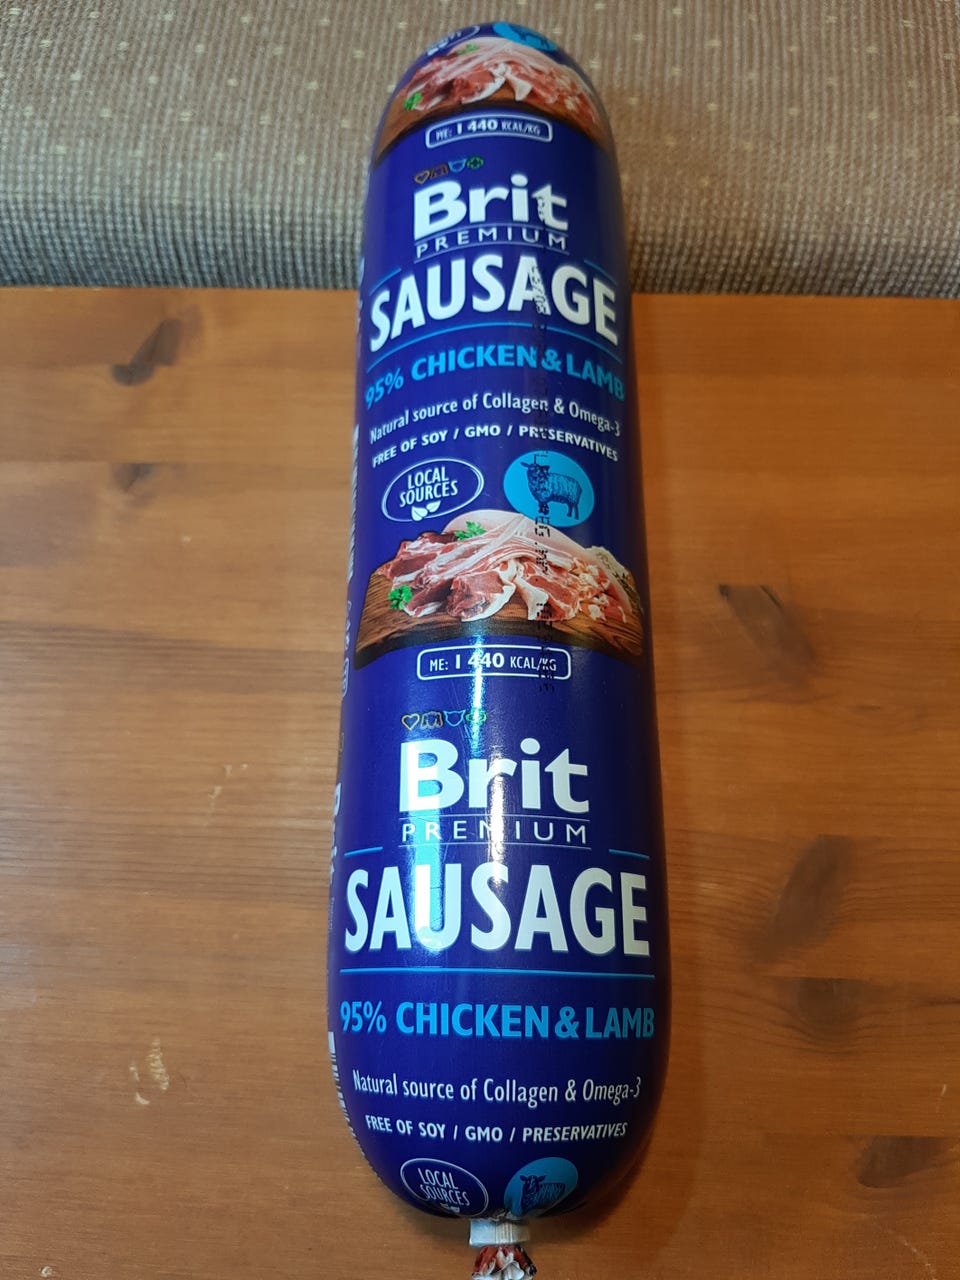 ME: 1 440 KCAL/KG
Brit
PREMIUM
SAUSAGE
95% CHICKEN & LAMB
Natural source of Collagen & Omega-3
FREE OF SOY / GMO / PRESERVATIVES
LOCAL
SOURCES
ME: 1 440 KCAL/KG
Brit
PREMIUM
SAUSAGE
95% CHICKEN & LAMB
Natural source of Collagen & Omega-3
FREE OF SOY / GMO / PRESERVATIVES
LOCAL
SOURCES